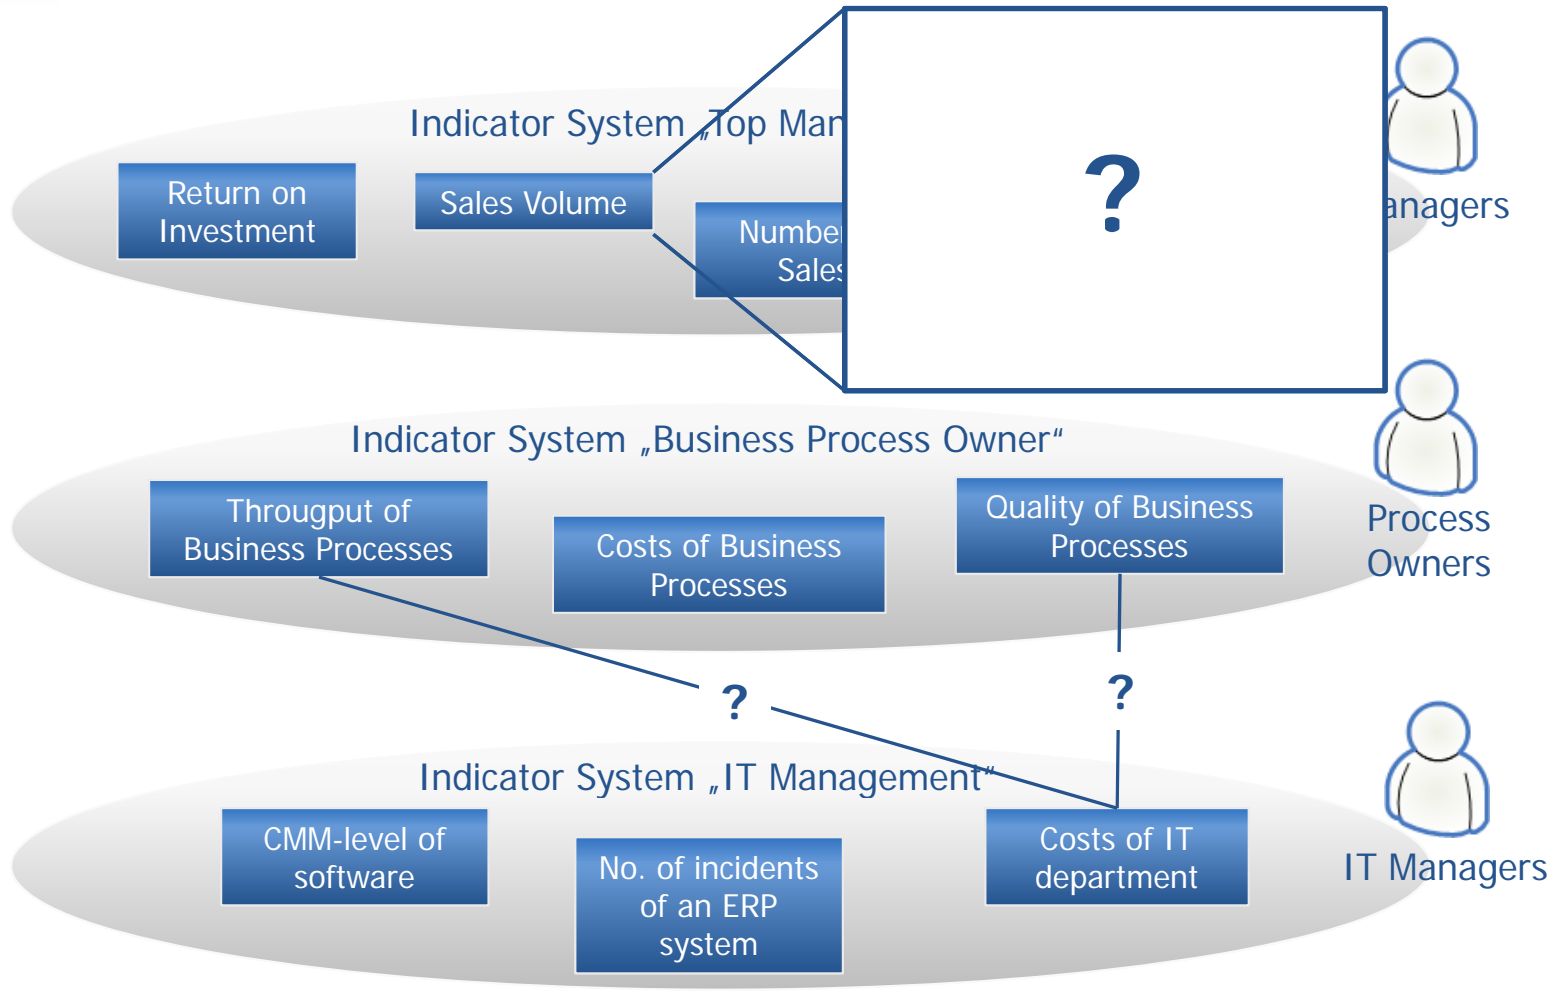 Indicator System „Top Man
Return on
Investment
Sales Volume
Number
Sales
?
anagers
Indicator System „Business Process Owner“
Througput of
Business Processes
Costs of Business
Processes
Quality of Business
Processes
Process
Owners
?
?
Indicator System „IT Management“
CMM-level of
software
No. of incidents
of an ERP
system
Costs of IT
department
IT Managers